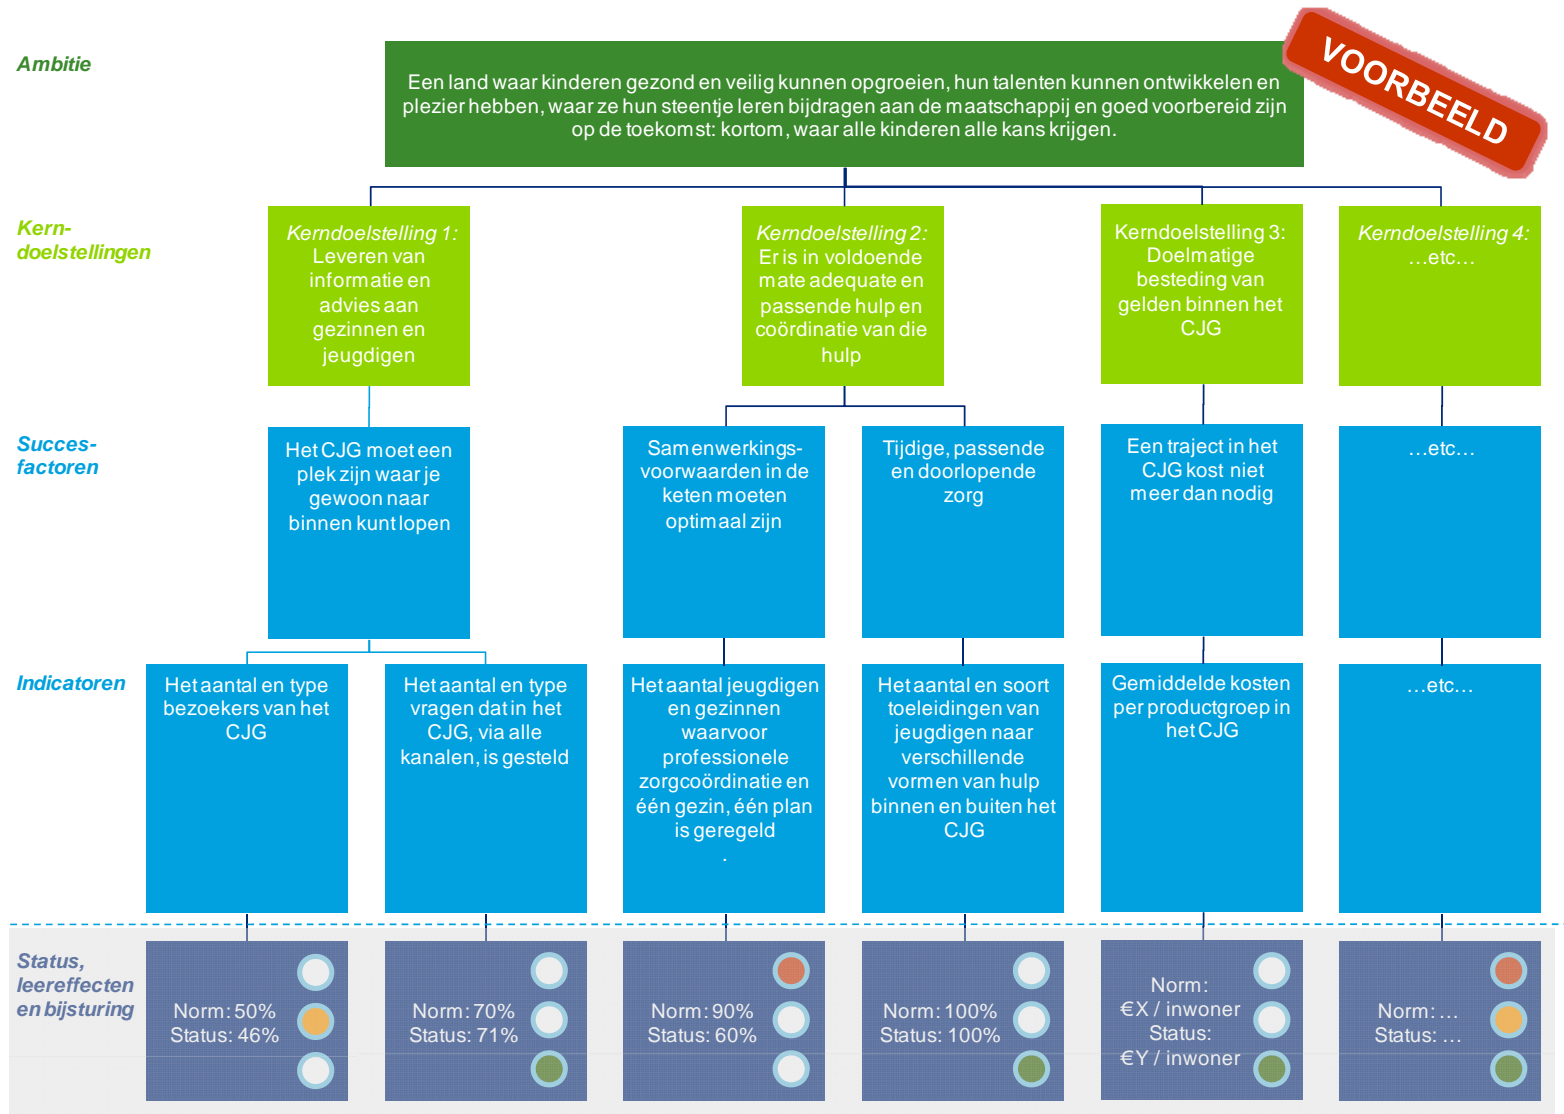 Ambitie
Een land waar kinderen gezond en veilig kunnen opgroeien, hun talenten kunnen ontwikkelen en
plezier hebben, waar ze hun steentje leren bijdragen aan de maatschappij en goed voorbereid zijn
op de toekomst: kortom, waar alle kinderen alle kans krijgen.
VOORBEELD
Kern-
doelstellingen
Kerndoelstelling 1:
Leveren van
informatie en
advies aan
gezinnen en
jeugdigen
Kerndoelstelling 2:
Er is in voldoende
mate adequate en
passende hulp en
coördinatie van die
hulp
Kerndoelstelling 3:
Doelmatige
besteding van
gelden binnen het
CJG
Kerndoelstelling 4:
…etc…
Succes-
factoren
Het CJG moet een
plek zijn waar je
gewoon naar
binnen kunt lopen
Samenwerkings-
voorwaarden in de
keten moeten
optimaal zijn
Tijdige, passende
en doorlopende
zorg
Een traject in het
CJG kost niet
meer dan nodig
…etc…
Indicatoren
Het aantal en type
bezoekers van het
CJG
Het aantal en type
vragen dat in het
CJG, via alle
kanalen, is gesteld
Het aantal jeugdigen
en gezinnen
waarvoor
professionele
zorgcoördinatie en
één gezin, één plan
is geregeld
.
Het aantal en soort
toeleidingen van
jeugdigen naar
verschillende
vormen van hulp
binnen en buiten het
CJG
Gemiddelde kosten
per productgroep in
het CJG
…etc…
Status,
leereffecten
en bijsturing
Norm: 50%
Status: 46%
Norm: 70%
Status: 71%
Norm: 90%
Status: 60%
Norm: 100%
Status: 100%
Norm:
€X / inwoner
Status:
€Y / inwoner
Norm: …
Status: …